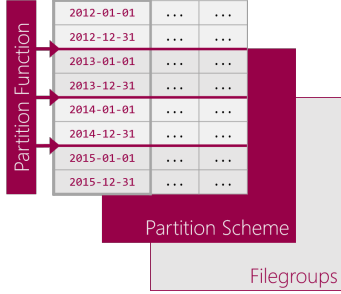 Partition Function
2012-01-01 ... ...
2012-12-31 ... ...
2013-01-01 ... ...
2013-12-31 ... ...
2014-01-01 ... ...
2014-12-31 ... ...
2015-01-01 ... ...
2015-12-31 ... ...
Partition Scheme
Filegroups